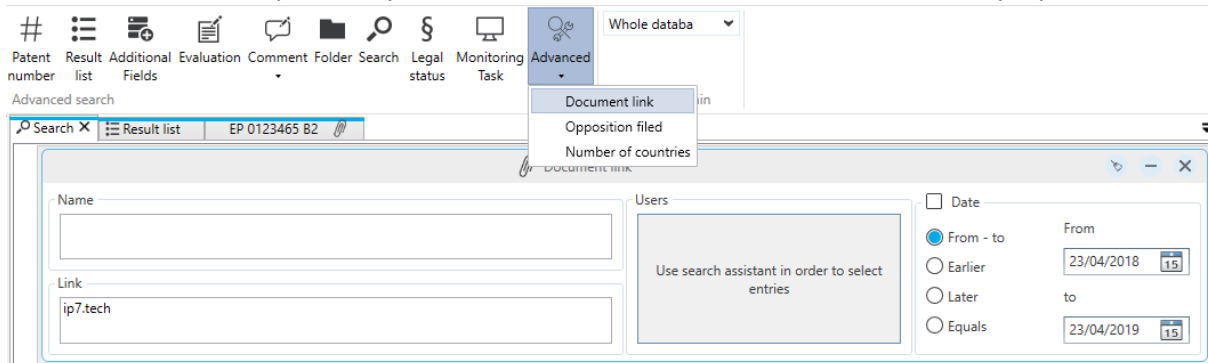 Whole databa
Patent number
Result list
Additional Fields
Evaluation
Comment
Folder
Search
Legal status
Monitoring Task
Advanced
Advanced search
in
Document link
Opposition filed
Number of countries
Search
Result list
EP 0123465 B2
Document link
Name
Users
Date
Use search assistant in order to select
entries
From - to
Earlier
Later
Equals
From
23/04/2018
15
to
23/04/2019
15
Link
ip7.tech